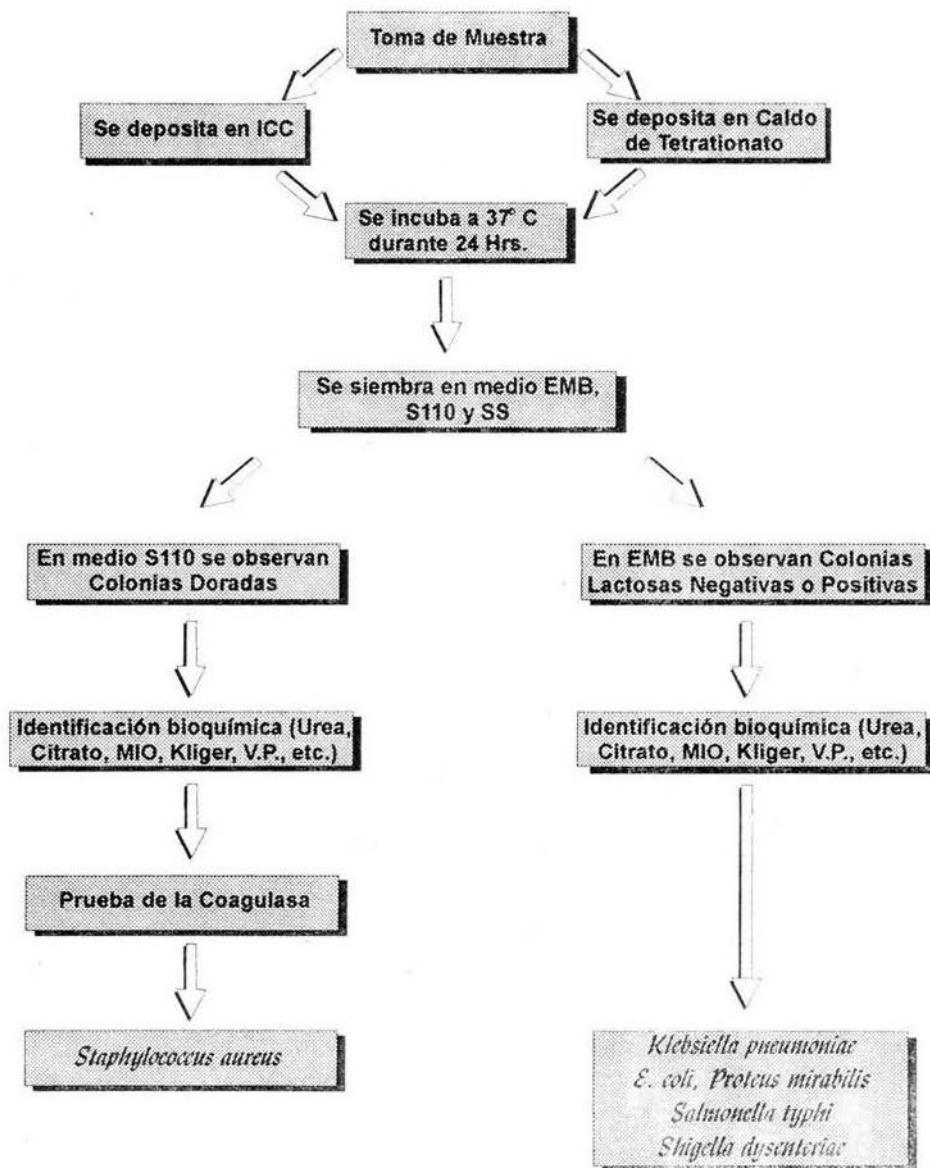 Toma de Muestra
Se deposita en ICC
Se deposita en Caldo
de Tetrationato
Se incuba a 37° C
durante 24 Hrs.
Se siembra en medio EMB,
S110 y SS
En medio S110 se observan
Colonias Doradas
En EMB se observan Colonias
Lactosas Negativas o Positivas
Identificación bioquímica (Urea,
Citrato, MIO, Kliger, V.P., etc.)
Identificación bioquímica (Urea,
Citrato, MIO, Kliger, V.P., etc.)
Prueba de la Coagulasa
Staphylococcus aureus
Klebsiella pneumoniae
E. coli, Proteus mirabilis
Salmonella typhi
Shigella dysenteriae